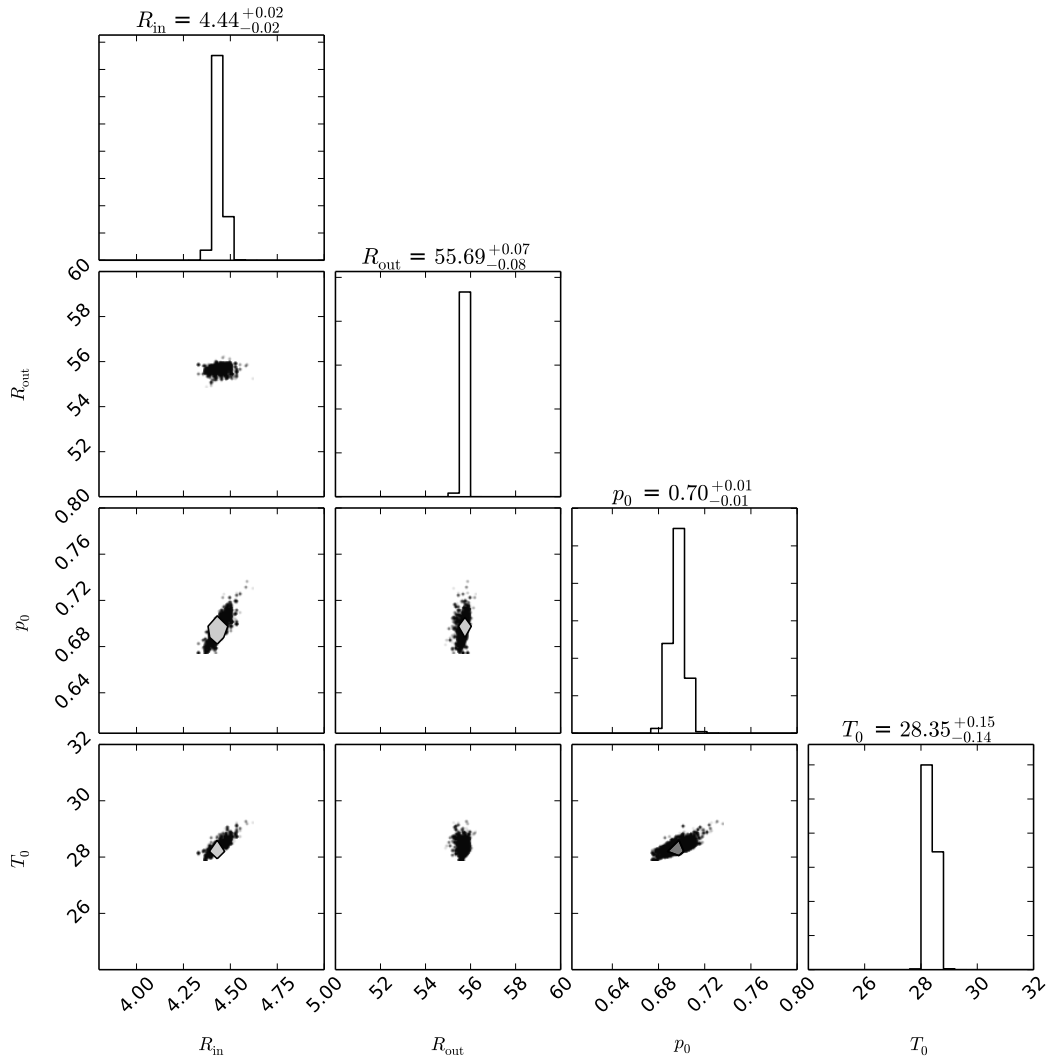 R_in = 4.44 +0.02 −0.02
60
R_out = 55.69 +0.07 −0.08
58
56
R_out
54
52
0.80
p_0 = 0.70 +0.01 −0.01
0.76
0.72
p_0
0.68
0.64
32
T_0 = 28.35 +0.15 −0.14
32
30
T_0
28
26
4.00 4.25 4.50 5.00 52 54 56 58 60 0.64 0.68 0.72 0.80 26 28 30 32
R_in R_out p_0 T_0